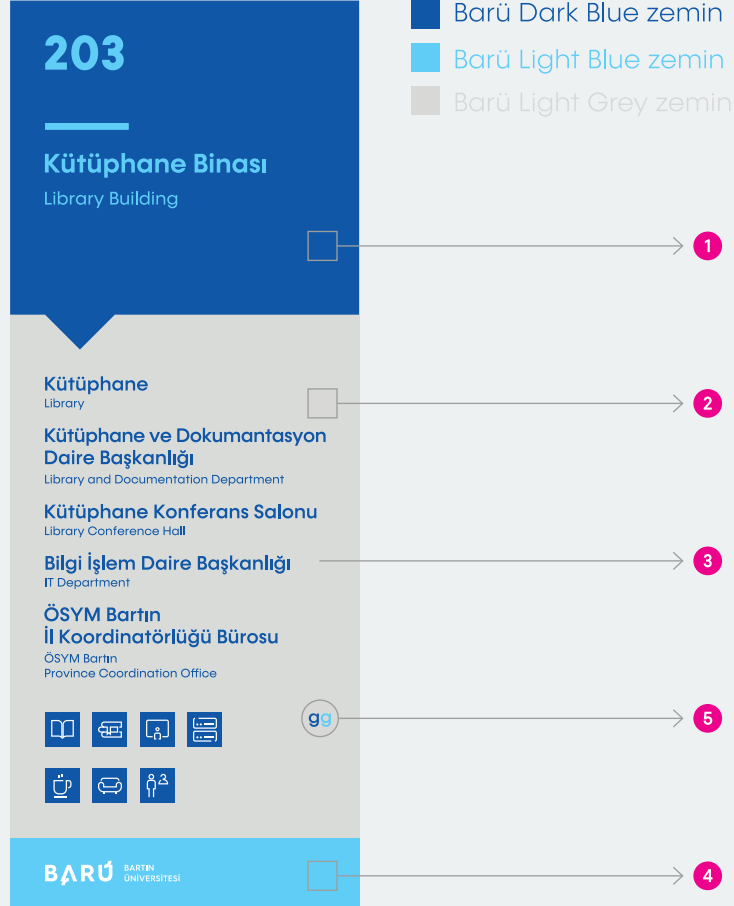 Barü Dark Blue zemin
Barü Light Blue zemin
Barü Light Grey zemin
203
Kütüphane Binası
Library Building
1
Kütüphane
Library
2
Kütüphane ve Dokumantasyon
Daire Başkanlığı
Library and Documentation Department
Kütüphane Konferans Salonu
Library Conference Hall
Bilgi İşlem Daire Başkanlığı
IT Department
3
ÖSYM Bartın
İl Koordinatörlüğü Bürosu
ÖSYM Bartın
Province Coordination Office
gg
5
BARÜ
BARTIN
ÜNİVERSİTESİ
4